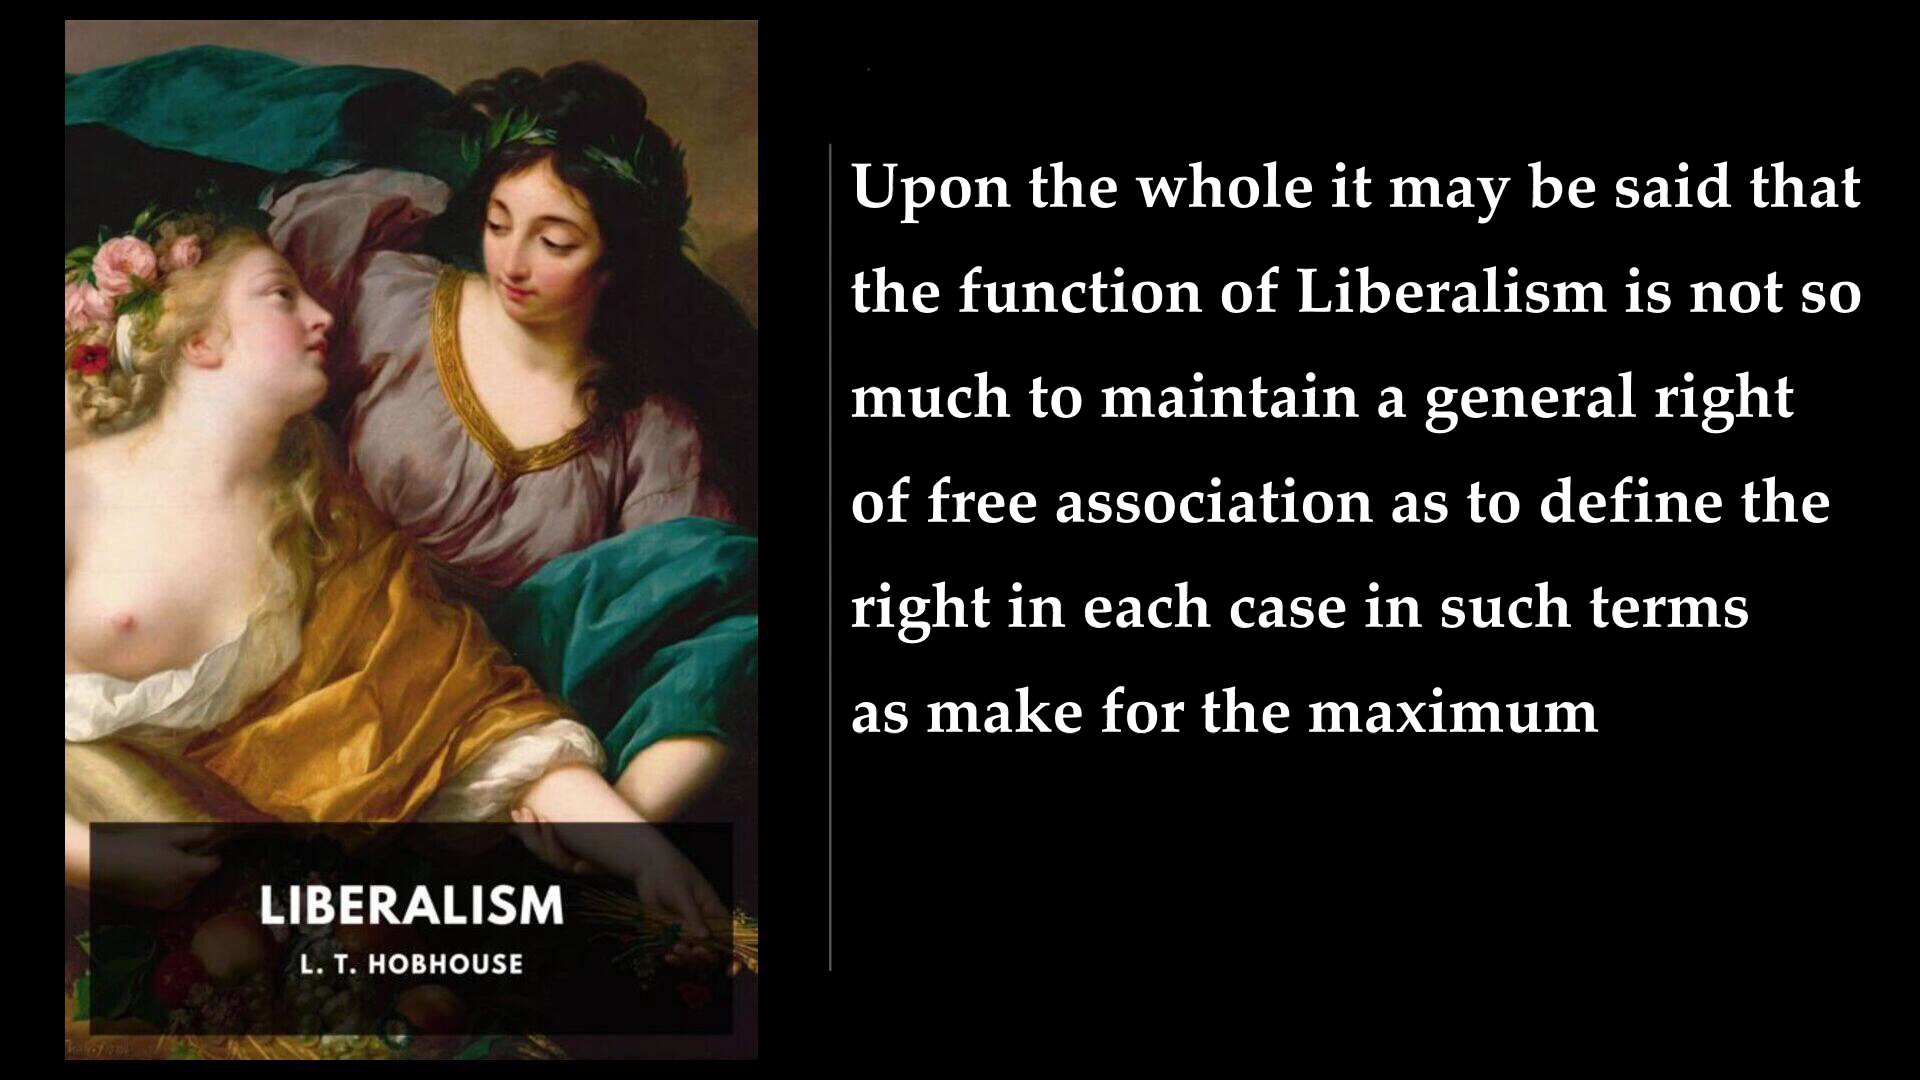 Upon the whole it may be said that
the function of Liberalism is not so
much to maintain a general right
of free association as to define the
right in each case in such terms
as make for the maximum
LIBERALISM
L. T. HOBHOUSE